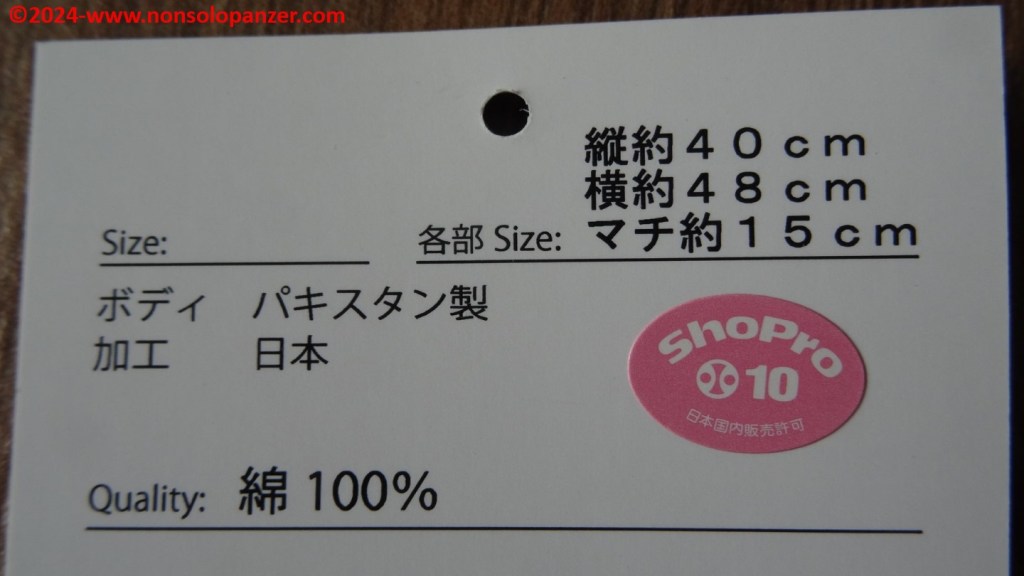 ©2024-www.nonsolopanzer.com
縦約４０ｃｍ
横約４８ｃｍ
Size:
各部 Size: マチ約１５ｃｍ
ボディ　パキスタン製
加工　日本
ShoPro
10
日本国内販売許可
Quality: 綿 100%